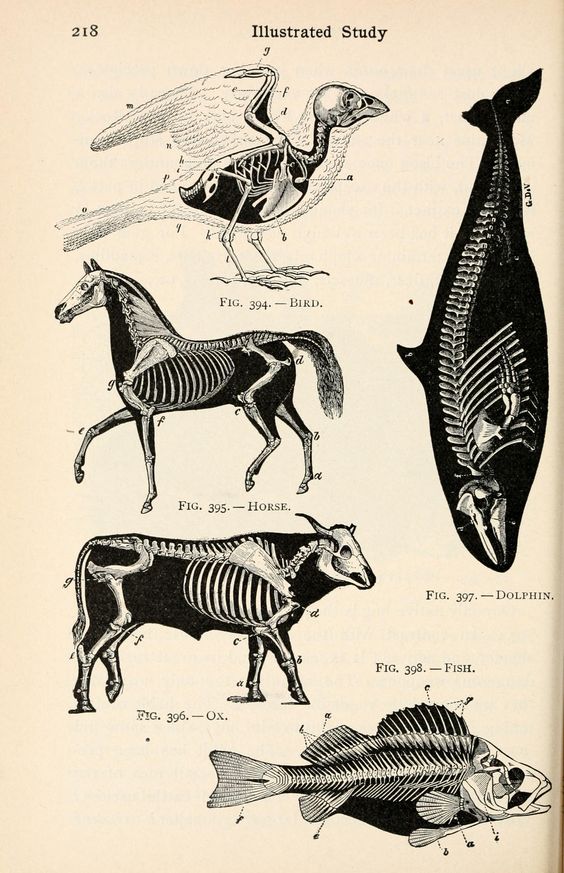 218
Illustrated Study
g
e
f
d
m
n
h
i
p
a
o
q
k
b
FIG. 394. — BIRD.
G.D.V
d
g
c
e
f
b
a
FIG. 395. — HORSE.
b
g
d
f
c
b
a
FIG. 396. — OX.
FIG. 397. — DOLPHIN.
FIG. 398. — FISH.
c
g
a
f
e
b
a
i